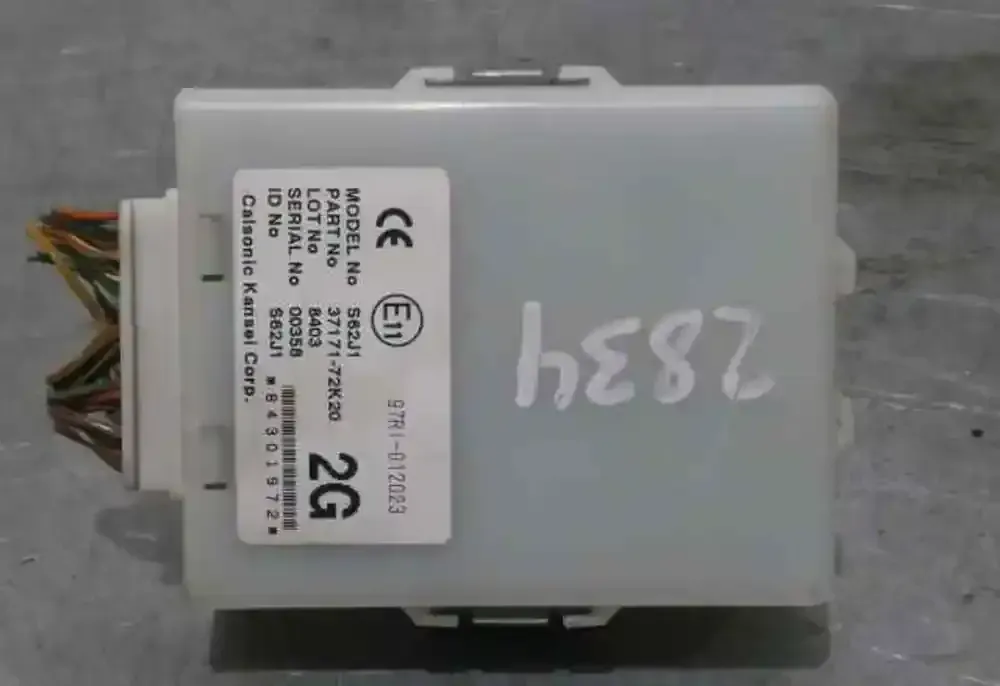 CE E11 97RI-012023
MODEL No S62J1
PART No 37171-72K20
LOT No 8403
SERIAL No 00358
ID No S62J1
2G
*84301972*
Calsonic Kansei Corp.
2834